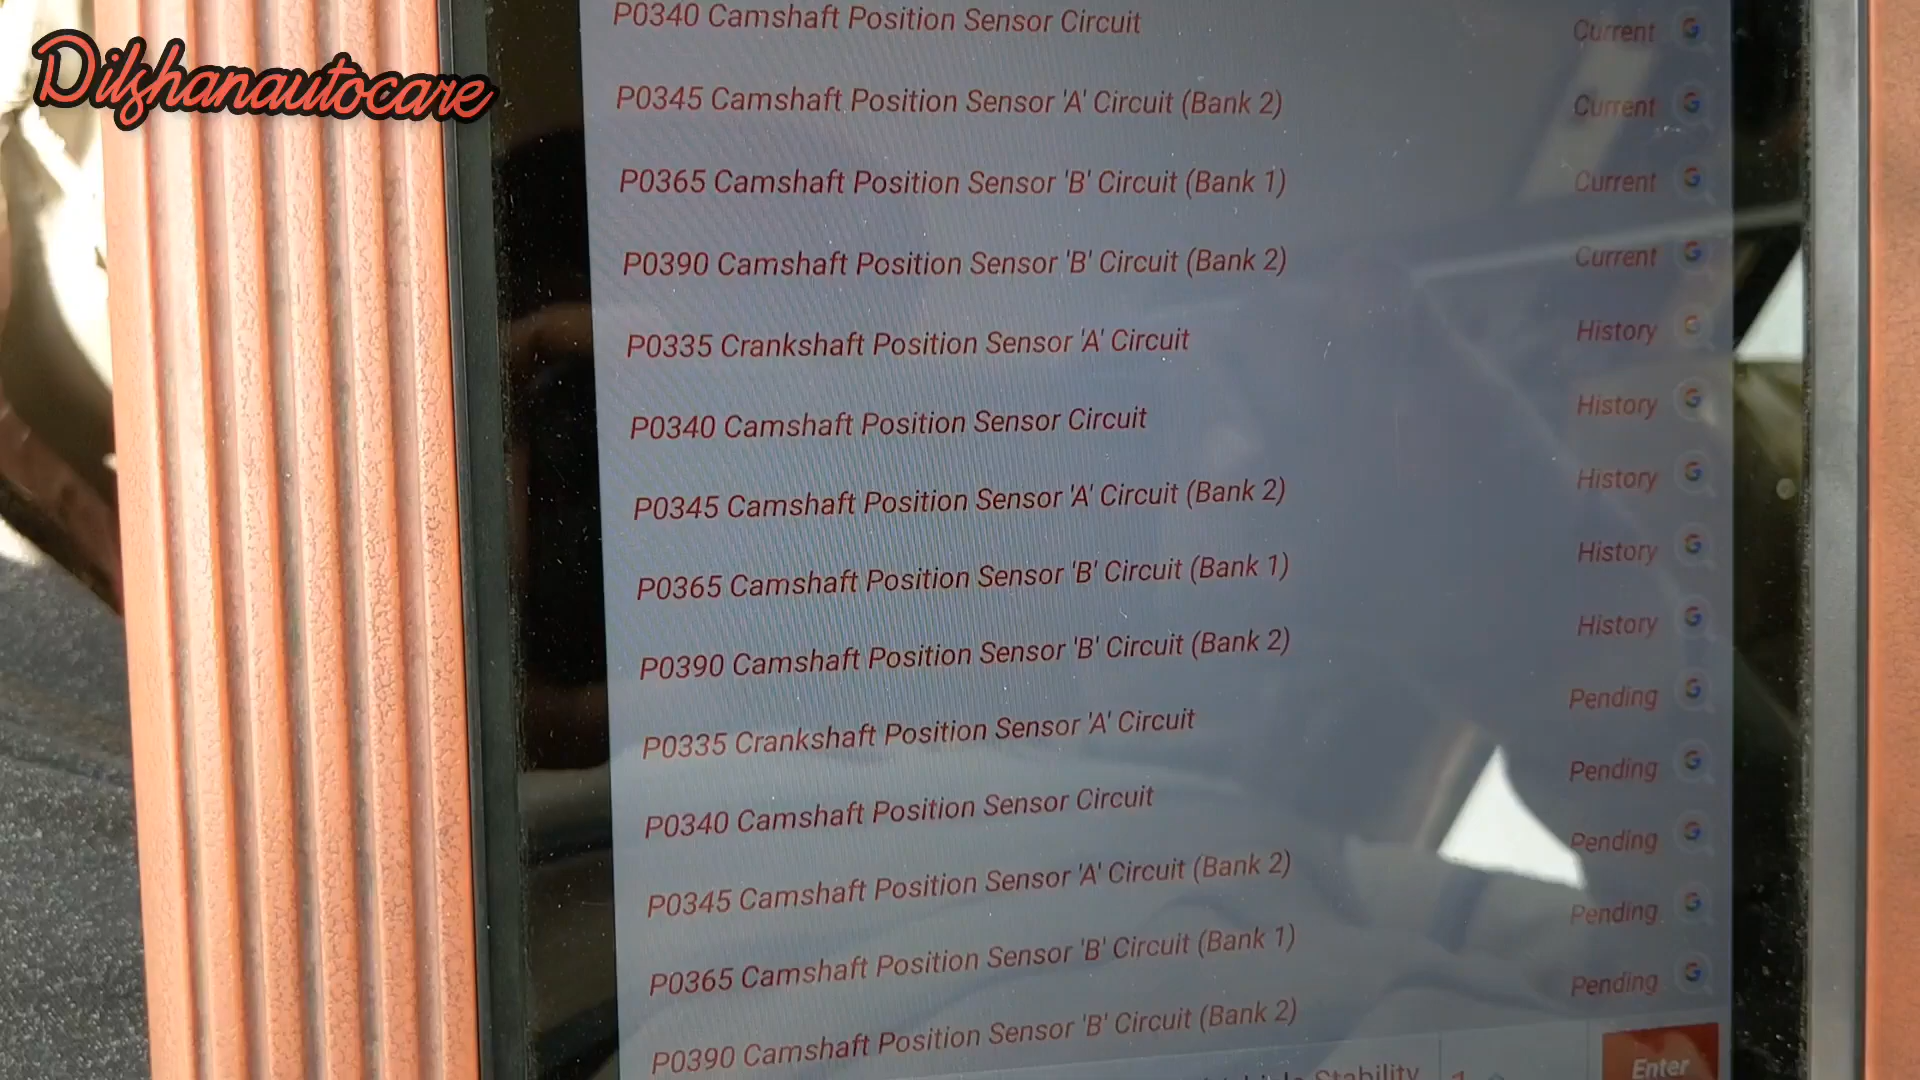 Dilshanautocare
P0340 Camshaft Position Sensor Circuit Current
P0345 Camshaft Position Sensor 'A' Circuit (Bank 2) Current
P0365 Camshaft Position Sensor 'B' Circuit (Bank 1) Current
P0390 Camshaft Position Sensor 'B' Circuit (Bank 2) Current
P0335 Crankshaft Position Sensor 'A' Circuit History
P0340 Camshaft Position Sensor Circuit History
P0345 Camshaft Position Sensor 'A' Circuit (Bank 2) History
P0365 Camshaft Position Sensor 'B' Circuit (Bank 1) History
P0390 Camshaft Position Sensor 'B' Circuit (Bank 2) History
P0335 Crankshaft Position Sensor 'A' Circuit Pending
P0340 Camshaft Position Sensor Circuit Pending
P0345 Camshaft Position Sensor 'A' Circuit (Bank 2) Pending
P0365 Camshaft Position Sensor 'B' Circuit (Bank 1) Pending
P0390 Camshaft Position Sensor 'B' Circuit (Bank 2) Pending
Stability Enter